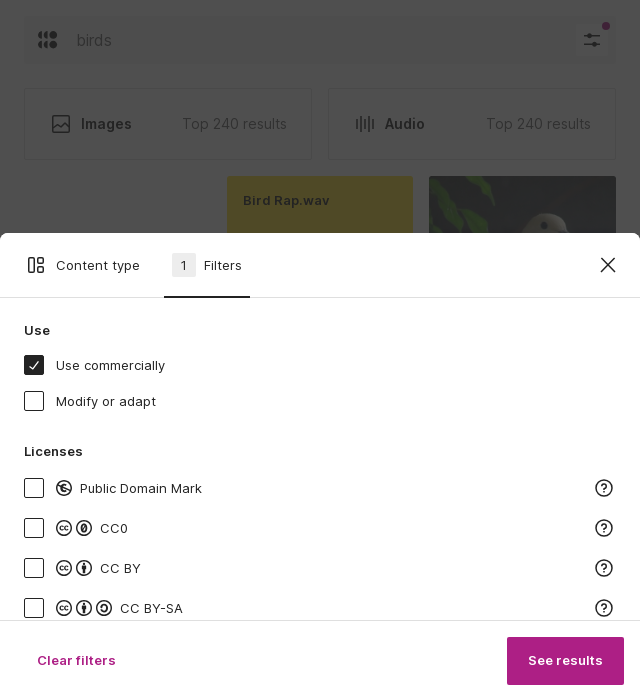 birds
Images Top 240 results
Audio Top 240 results
Bird Rap.wav
Content type 1 Filters
Use
Use commercially
Modify or adapt
Licenses
Public Domain Mark
CC0
CC BY
CC BY-SA
Clear filters See results